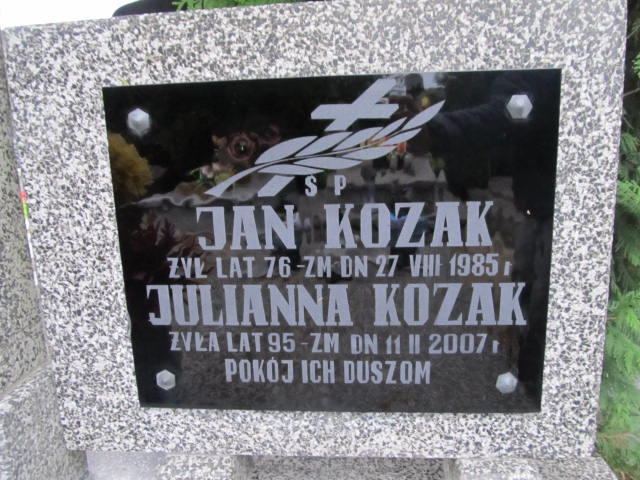 Ś P
JAN KOZAK
ŻYŁ LAT 76 - ZM DN 27 VIII 1985 r
JULIANNA KOZAK
ŻYŁA LAT 95 - ZM DN 11 II 2007 r
POKÓJ ICH DUSZOM